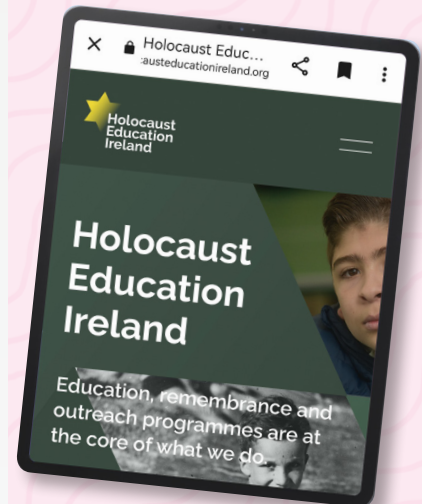 Holocaust Educ...
:austeducationireland.org
Holocaust
Education
Ireland
Holocaust
Education
Ireland
Education, remembrance and
outreach programmes are at
the core of what we do.